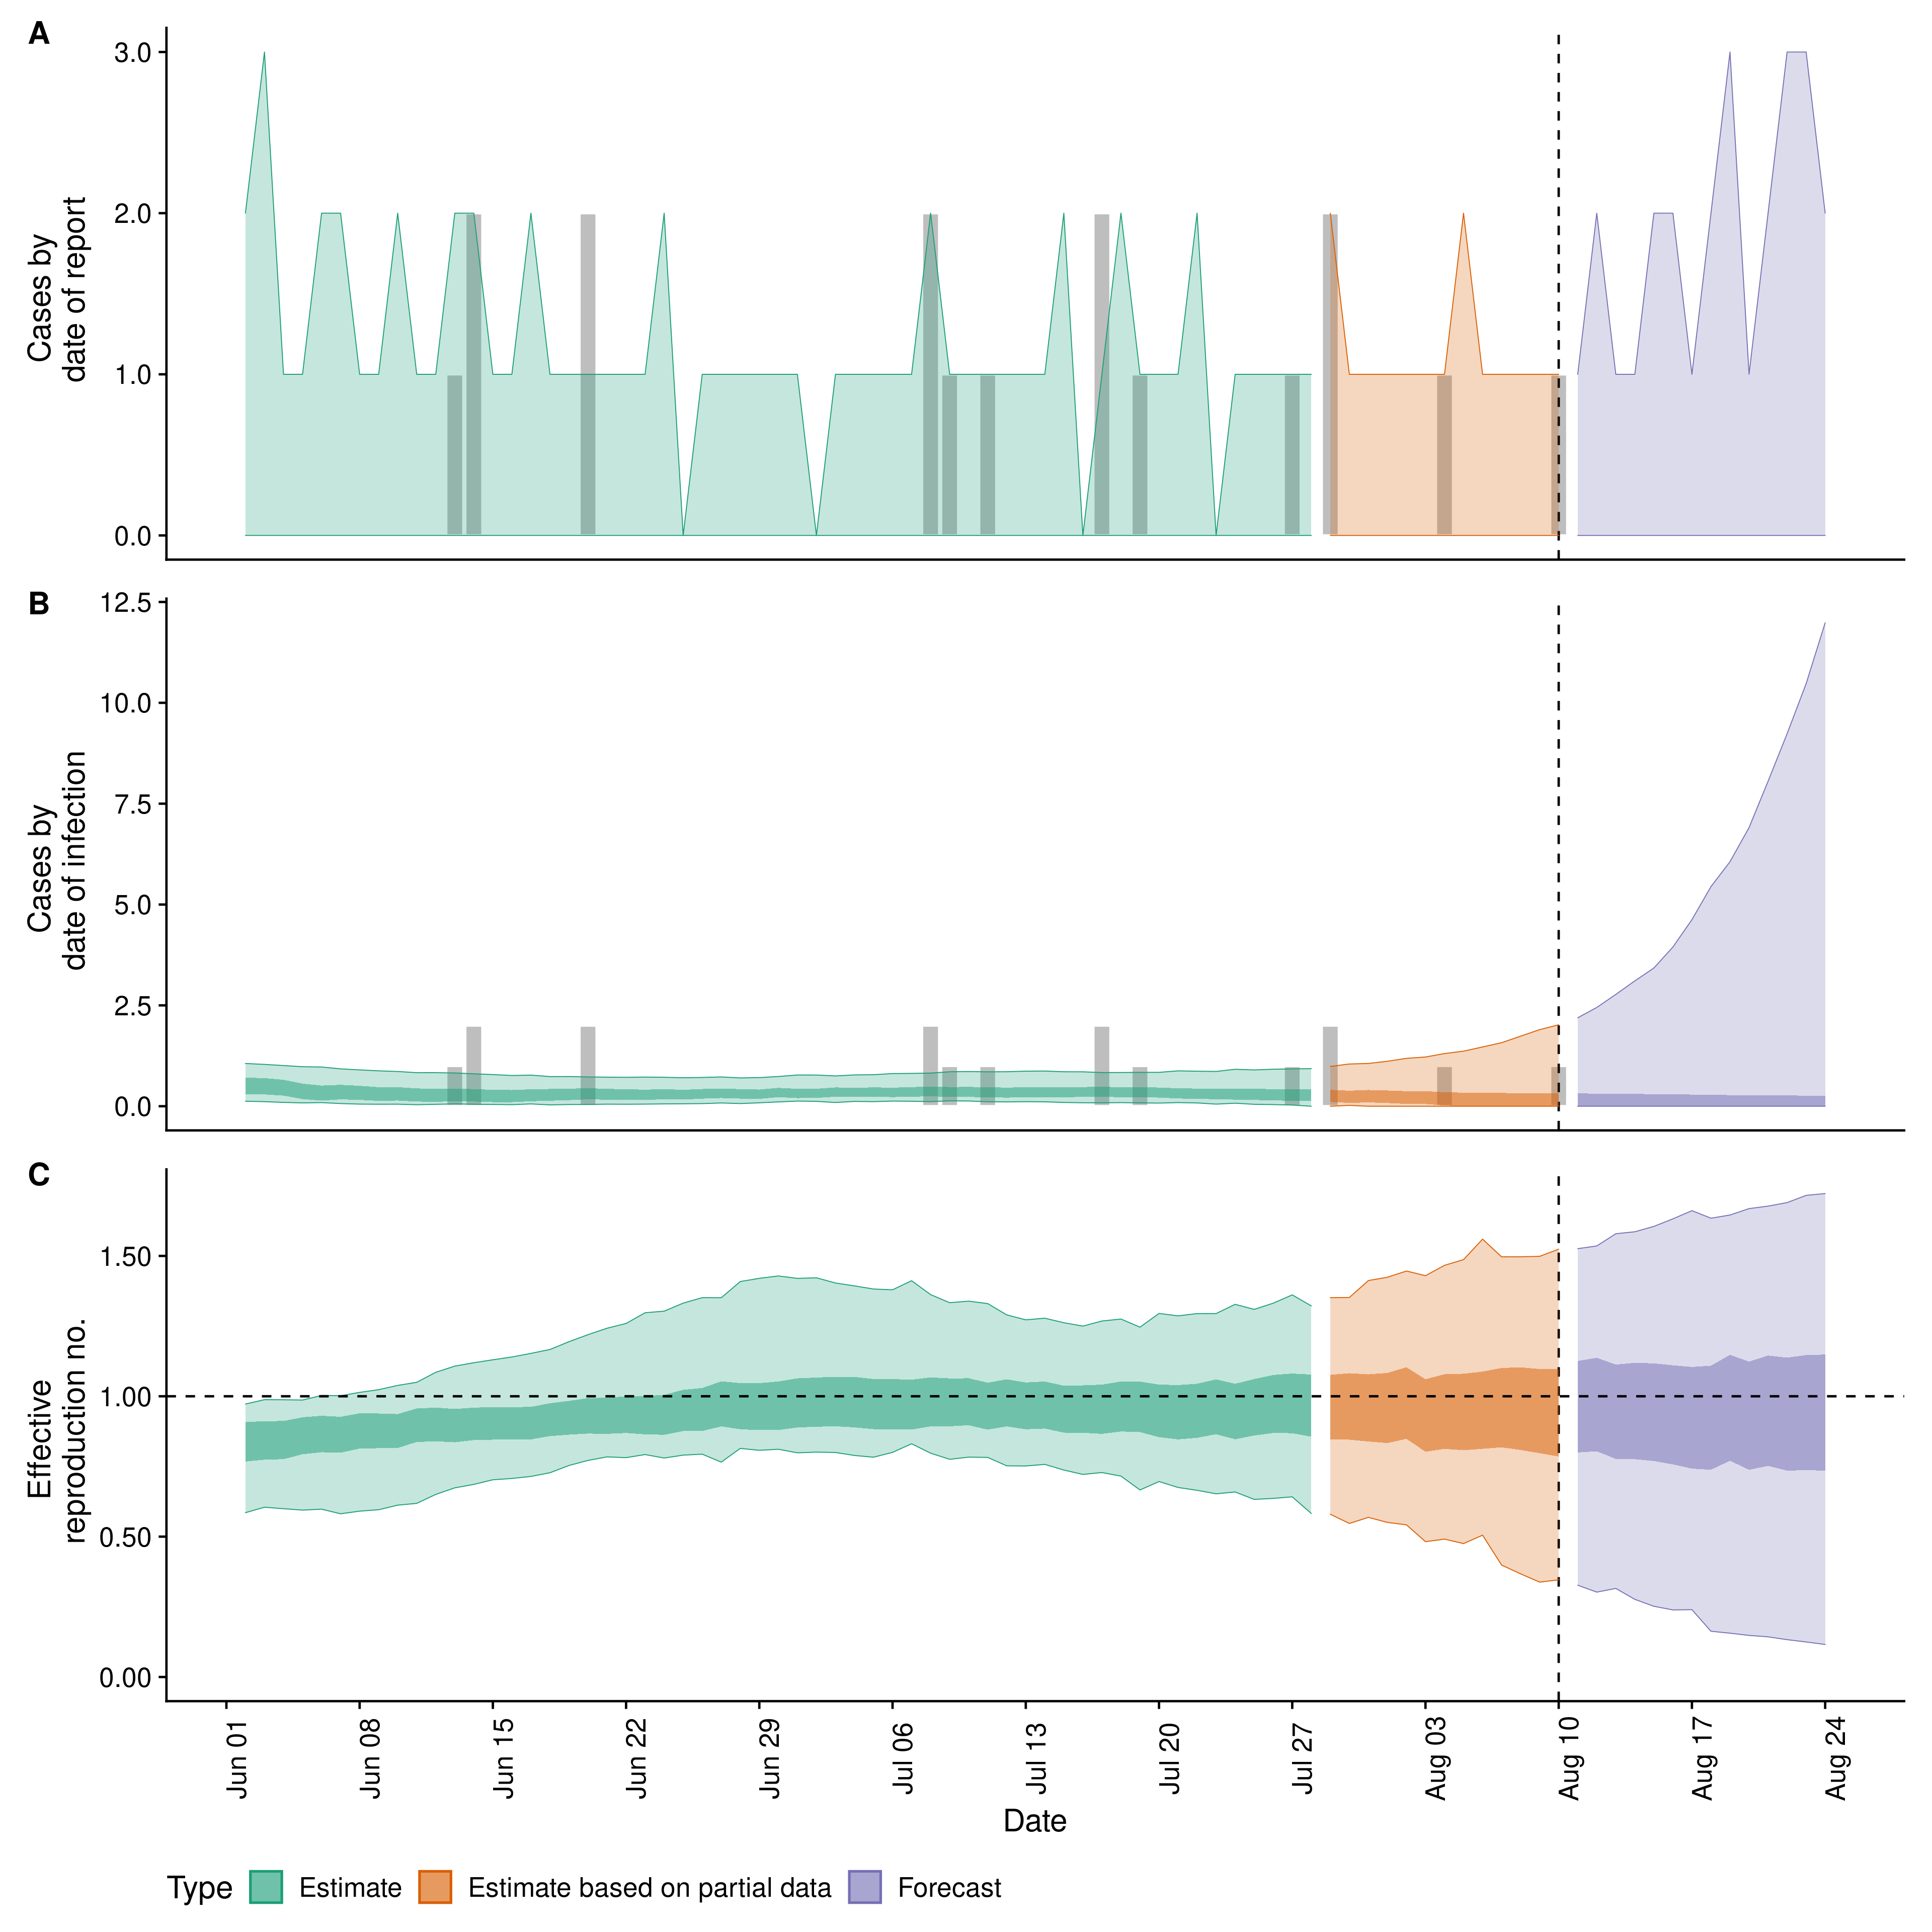 A
3.0
2.0
1.0
0.0
Cases by
date of report
B
12.5
10.0
7.5
5.0
2.5
0.0
Cases by
date of infection
C
1.50
1.00
0.50
0.00
Effective
reproduction no.
Jun 01
Jun 08
Jun 15
Jun 22
Jun 29
Jul 06
Jul 13
Jul 20
Jul 27
Aug 03
Aug 10
Aug 17
Aug 24
Date
Type Estimate Estimate based on partial data Forecast